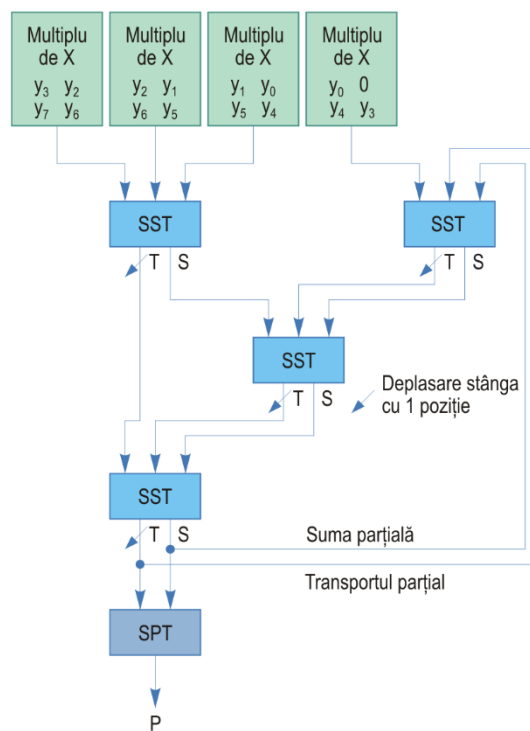 Multiplu
de X
y3 y2
y7 y6
Multiplu
de X
y2 y1
y6 y5
Multiplu
de X
y1 y0
y5 y4
Multiplu
de X
y0 0
y4 y3
SST
T S
SST
T S
SST
T S
Deplasare stânga
cu 1 poziție
SST
T S
Suma parțială
Transportul parțial
SPT
P